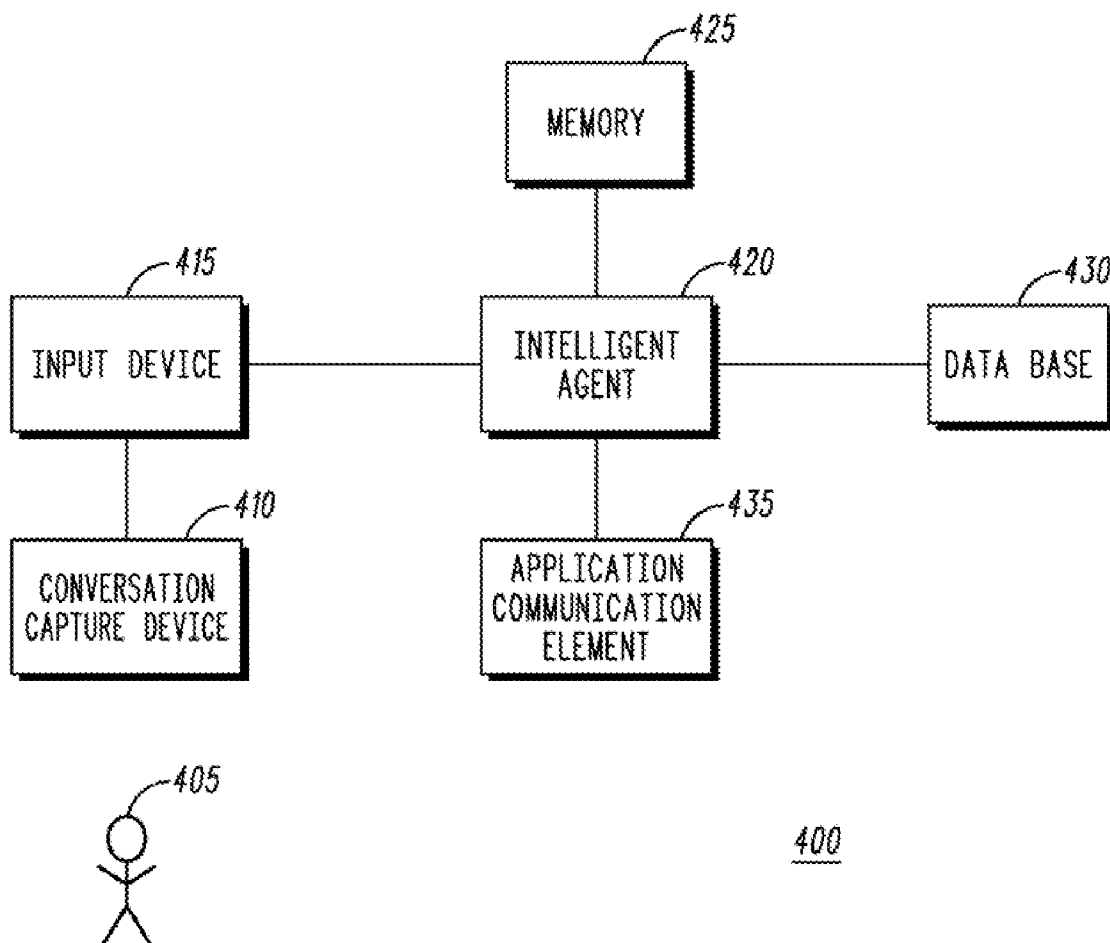 425
MEMORY
415
420
430
INPUT DEVICE
INTELLIGENT
AGENT
DATA BASE
410
435
CONVERSATION
CAPTURE DEVICE
APPLICATION
COMMUNICATION
ELEMENT
405
400